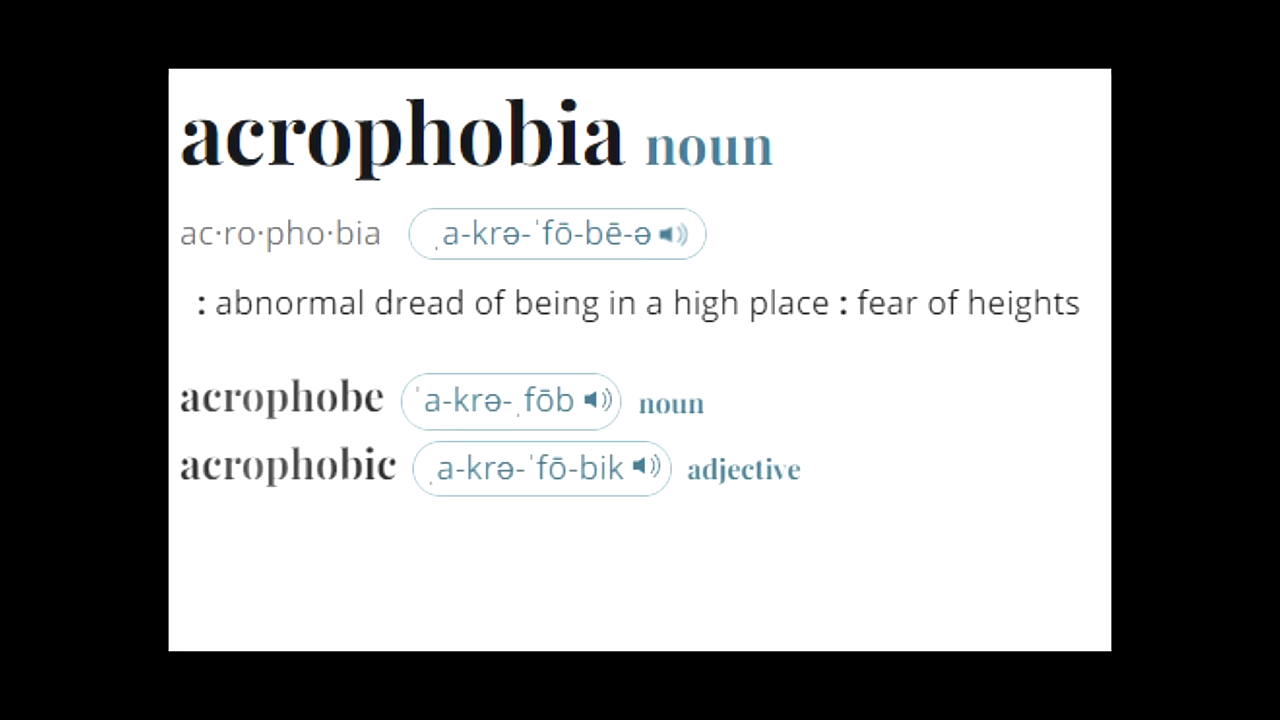 acrophobia noun
ac·ro·pho·bia ˌa-krə-ˈfō-bē-ə
: abnormal dread of being in a high place : fear of heights
acrophobe ˈa-krə-ˌfōb noun
acrophobic ˌa-krə-ˈfō-bik adjective